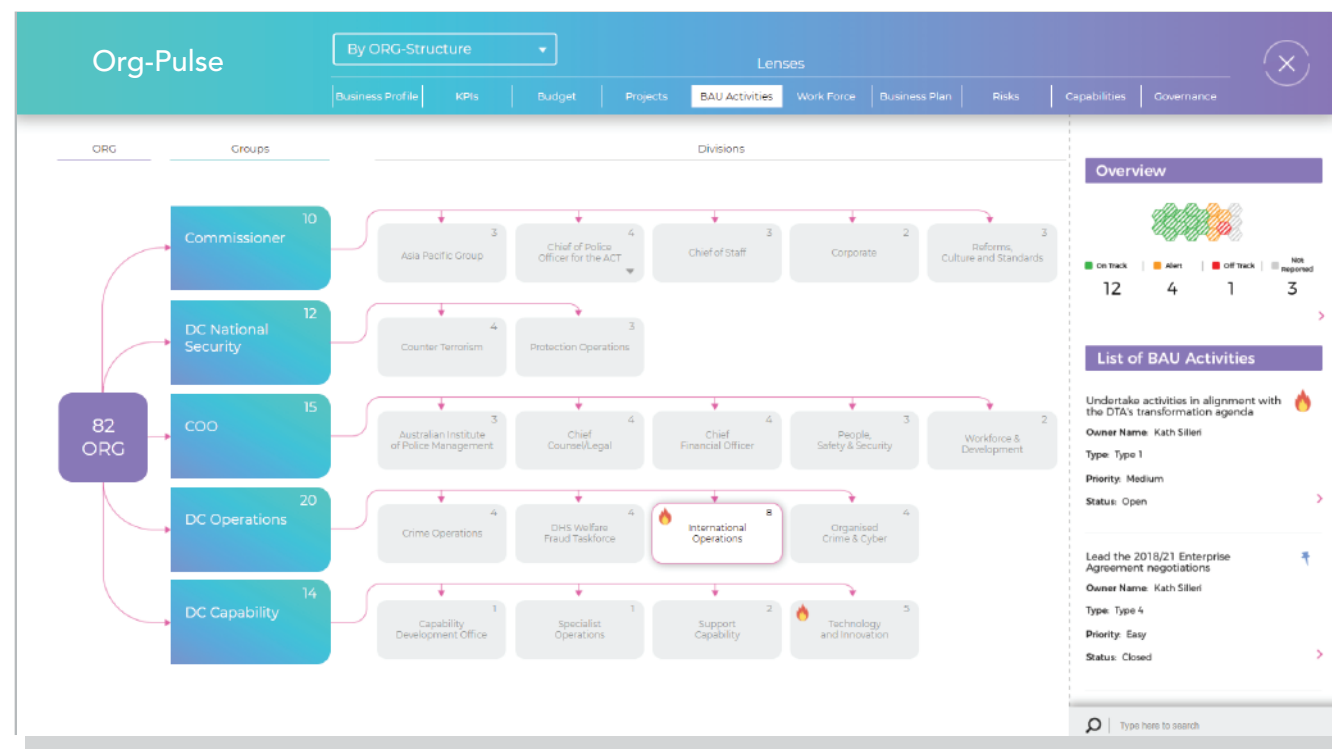 Org-Pulse
By ORG-Structure
Lenses
Business Profile
KPIs
Budget
Projects
BAU Activities
Work Force
Business Plan
Risks
Capabilities
Governance
ORG
Groups
Divisions
82
ORG
10
Commissioner
3
Asia Pacific Group
4
Chief of Police
Officer for the ACT
3
Chief of Staff
2
Corporate
3
Reforms,
Culture and Standards
12
DC National
Security
4
Counter Terrorism
3
Protection Operations
15
COO
3
Australian Institute
of Police Management
4
Chief
Counsel/Legal
4
Chief
Financial Officer
3
People,
Safety & Security
2
Workforce &
Development
20
DC Operations
4
Crime Operations
4
DHS Welfare
Fraud Taskforce
8
International
Operations
4
Organised
Crime & Cyber
14
DC Capability
1
Capability
Development Office
1
Specialist
Operations
2
Support
Capability
5
Technology
and Innovation
Overview
On Track
Alert
Off Track
Not
Reported
12
4
1
3
List of BAU Activities
Undertake activities in alignment with
the DTA's transformation agenda
Owner Name: Kath Silleri
Type: Type 1
Priority: Medium
Status: Open
Lead the 2018/21 Enterprise
Agreement negotiations
Owner Name: Kath Silleri
Type: Type 4
Priority: Easy
Status: Closed
Type here to search